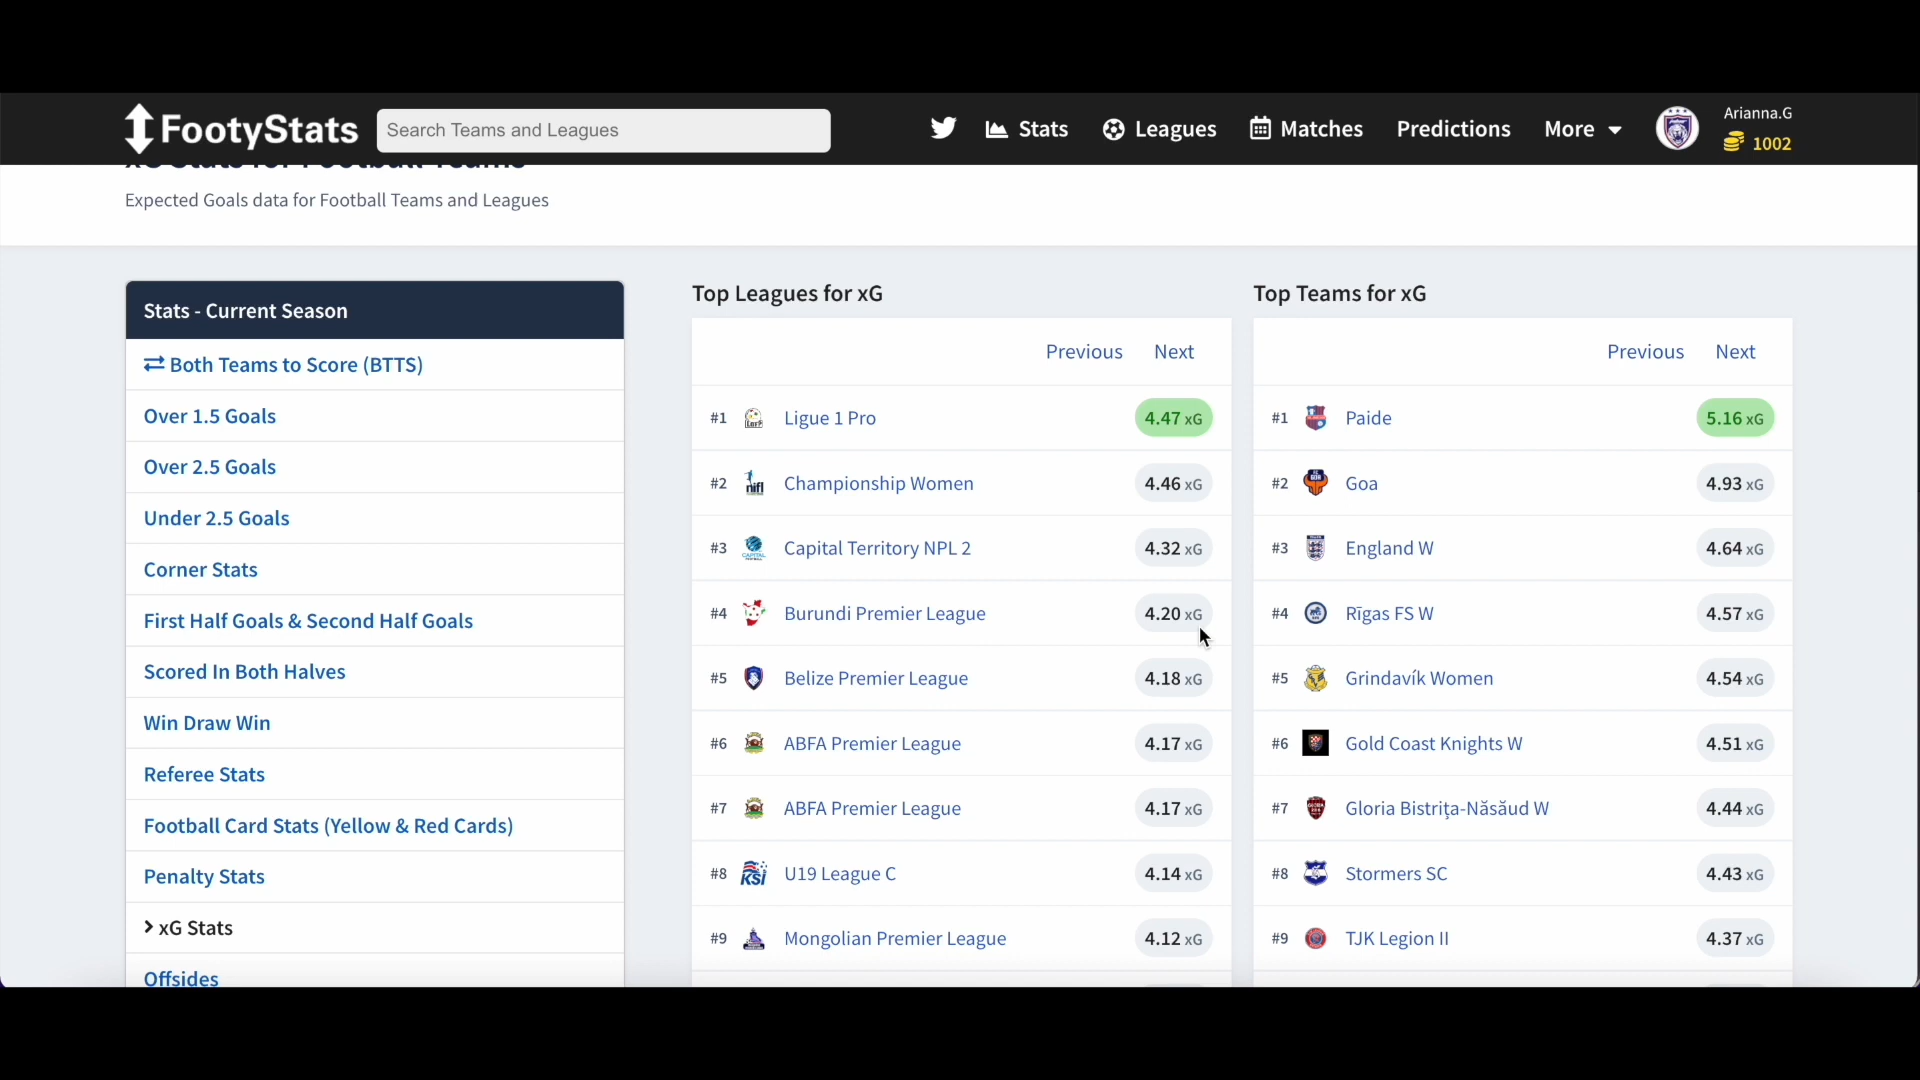 FootyStats
Search Teams and Leagues
Stats
Leagues
Matches
Predictions
More
Arianna.G
1002
xG Stats for Football Teams
Expected Goals data for Football Teams and Leagues
Stats - Current Season
Both Teams to Score (BTTS)
Over 1.5 Goals
Over 2.5 Goals
Under 2.5 Goals
Corner Stats
First Half Goals & Second Half Goals
Scored In Both Halves
Win Draw Win
Referee Stats
Football Card Stats (Yellow & Red Cards)
Penalty Stats
xG Stats
Offsides
Top Leagues for xG
Previous Next
#1 Ligue 1 Pro 4.47 xG
#2 nifl Championship Women 4.46 xG
#3 Capital Territory NPL 2 4.32 xG
#4 Burundi Premier League 4.20 xG
#5 Belize Premier League 4.18 xG
#6 ABFA Premier League 4.17 xG
#7 ABFA Premier League 4.17 xG
#8 KSÍ U19 League C 4.14 xG
#9 Mongolian Premier League 4.12 xG
Top Teams for xG
Previous Next
#1 Paide 5.16 xG
#2 Goa 4.93 xG
#3 England W 4.64 xG
#4 Rīgas FS W 4.57 xG
#5 Grindavík Women 4.54 xG
#6 Gold Coast Knights W 4.51 xG
#7 Gloria Bistrița-Năsăud W 4.44 xG
#8 Stormers SC 4.43 xG
#9 TJK Legion II 4.37 xG